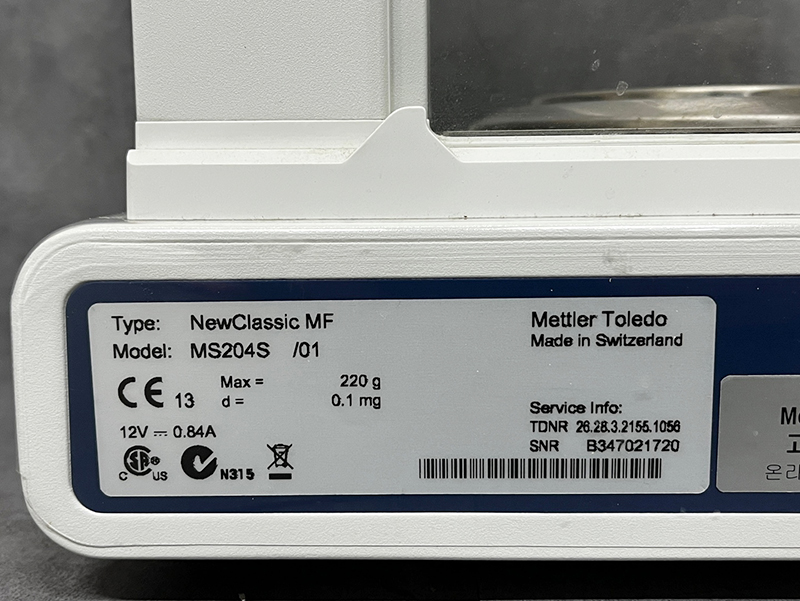 Type: NewClassic MF
Model: MS204S /01
CE 13
Max = 220 g
d = 0.1 mg
12V ⎓ 0.84A
C SA US
N315
Mettler Toledo
Made in Switzerland
Service Info:
TDNR 26.28.3.2155.1056
SNR B347021720